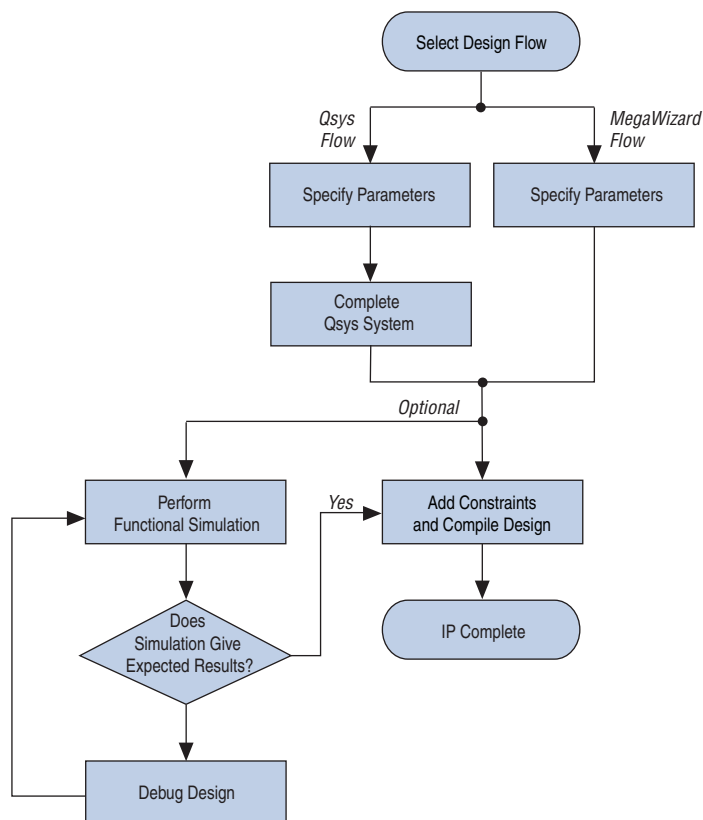 Select Design Flow
Qsys
Flow
MegaWizard
Flow
Specify Parameters
Specify Parameters
Complete
Qsys System
Optional
Perform
Functional Simulation
Yes
Add Constraints
and Compile Design
Does
Simulation Give
Expected Results?
IP Complete
Debug Design